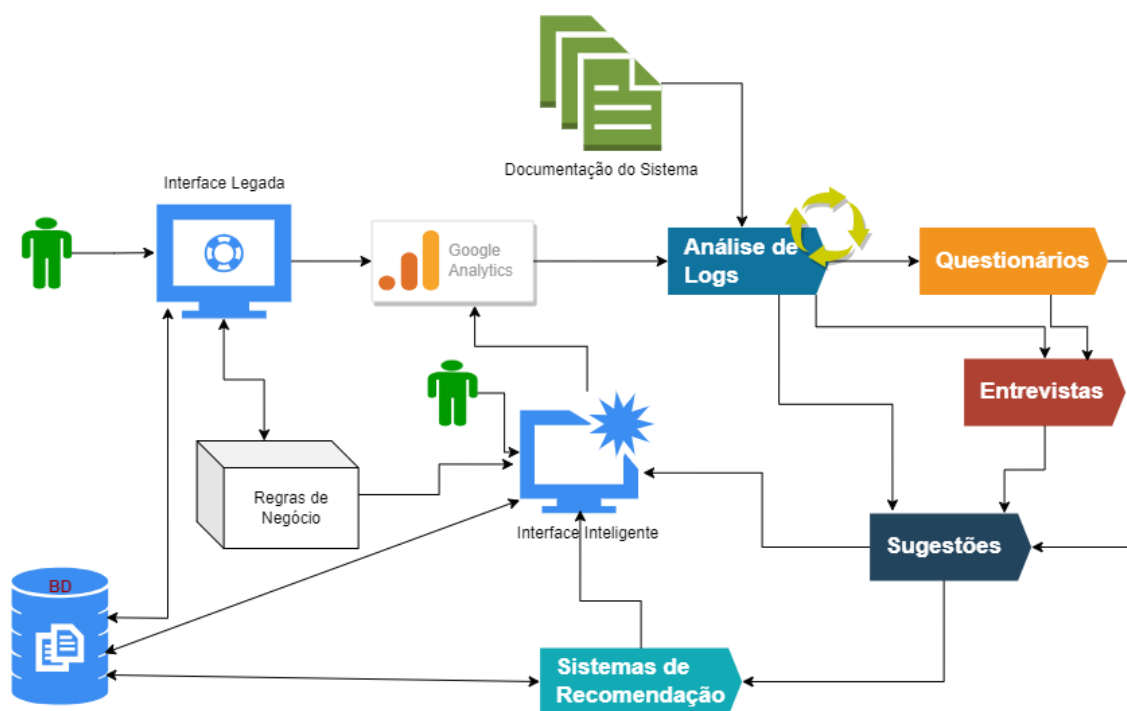 Documentação do Sistema
Interface Legada
Google
Analytics
Análise de
Logs
Questionários
Entrevistas
Regras de
Negócio
Interface Inteligente
Sugestões
BD
Sistemas de
Recomendação